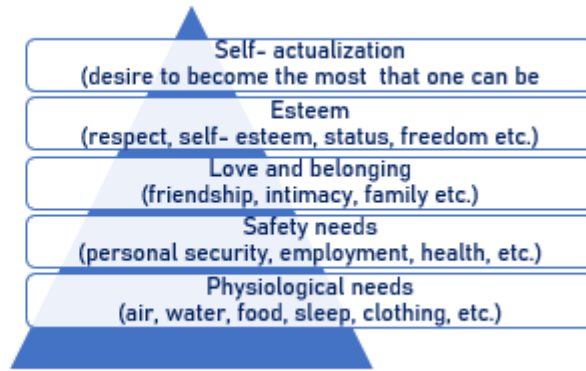 Self- actualization
(desire to become the most that one can be
Esteem
(respect, self- esteem, status, freedom etc.)
Love and belonging
(friendship, intimacy, family etc.)
Safety needs
(personal security, employment, health, etc.)
Physiological needs
(air, water, food, sleep, clothing, etc.)